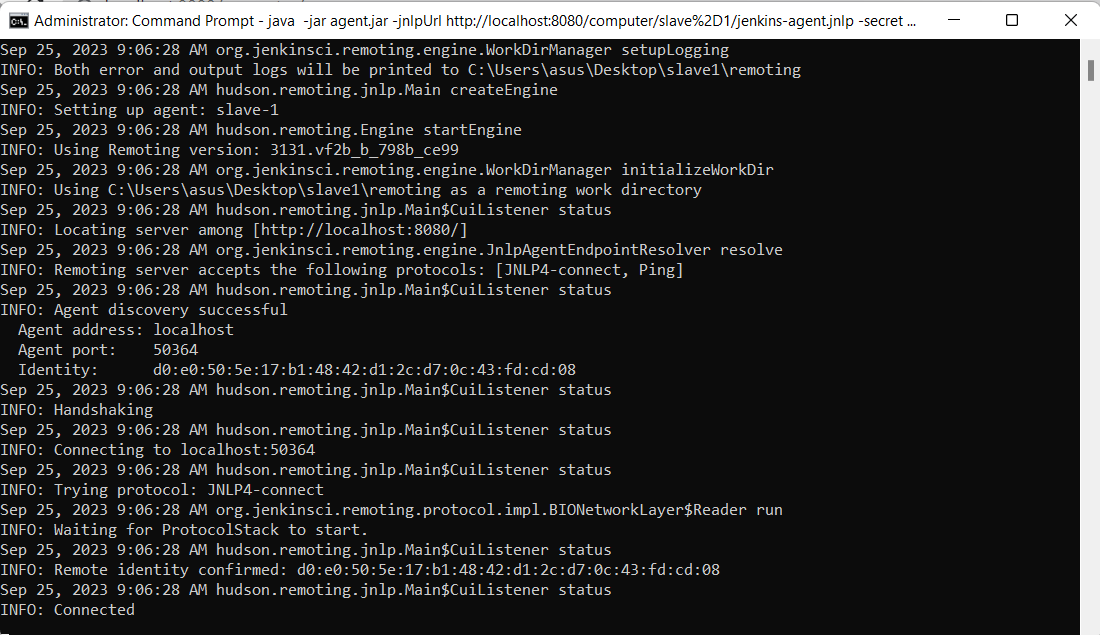 Administrator: Command Prompt - java  -jar agent.jar -jnlpUrl http://localhost:8080/computer/slave%2D1/jenkins-agent.jnlp -secret ...
Sep 25, 2023 9:06:28 AM org.jenkinsci.remoting.engine.WorkDirManager setupLogging
INFO: Both error and output logs will be printed to C:\Users\asus\Desktop\slave1\remoting
Sep 25, 2023 9:06:28 AM hudson.remoting.jnlp.Main createEngine
INFO: Setting up agent: slave-1
Sep 25, 2023 9:06:28 AM hudson.remoting.Engine startEngine
INFO: Using Remoting version: 3131.vf2b_b_798b_ce99
Sep 25, 2023 9:06:28 AM org.jenkinsci.remoting.engine.WorkDirManager initializeWorkDir
INFO: Using C:\Users\asus\Desktop\slave1\remoting as a remoting work directory
Sep 25, 2023 9:06:28 AM hudson.remoting.jnlp.Main$CuiListener status
INFO: Locating server among [http://localhost:8080/]
Sep 25, 2023 9:06:28 AM org.jenkinsci.remoting.engine.JnlpAgentEndpointResolver resolve
INFO: Remoting server accepts the following protocols: [JNLP4-connect, Ping]
Sep 25, 2023 9:06:28 AM hudson.remoting.jnlp.Main$CuiListener status
INFO: Agent discovery successful
  Agent address: localhost
  Agent port:    50364
  Identity:      d0:e0:50:5e:17:b1:48:42:d1:2c:d7:0c:43:fd:cd:08
Sep 25, 2023 9:06:28 AM hudson.remoting.jnlp.Main$CuiListener status
INFO: Handshaking
Sep 25, 2023 9:06:28 AM hudson.remoting.jnlp.Main$CuiListener status
INFO: Connecting to localhost:50364
Sep 25, 2023 9:06:28 AM hudson.remoting.jnlp.Main$CuiListener status
INFO: Trying protocol: JNLP4-connect
Sep 25, 2023 9:06:28 AM org.jenkinsci.remoting.protocol.impl.BIONetworkLayer$Reader run
INFO: Waiting for ProtocolStack to start.
Sep 25, 2023 9:06:28 AM hudson.remoting.jnlp.Main$CuiListener status
INFO: Remote identity confirmed: d0:e0:50:5e:17:b1:48:42:d1:2c:d7:0c:43:fd:cd:08
Sep 25, 2023 9:06:28 AM hudson.remoting.jnlp.Main$CuiListener status
INFO: Connected